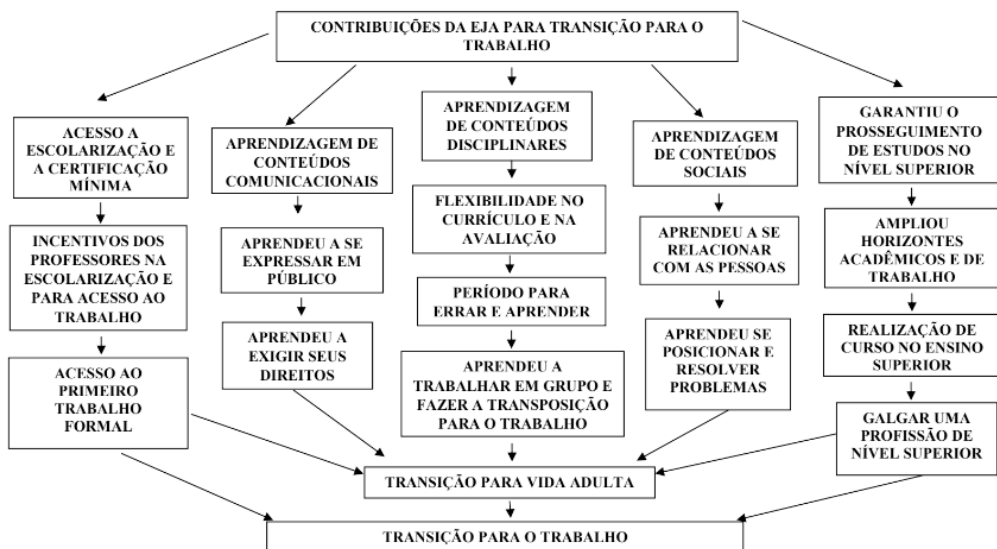 CONTRIBUIÇÕES DA EJA PARA TRANSIÇÃO PARA O
TRABALHO
ACESSO A
ESCOLARIZAÇÃO E
A CERTIFICAÇÃO
MÍNIMA
INCENTIVOS DOS
PROFESSORES NA
ESCOLARIZAÇÃO E
PARA ACESSO AO
TRABALHO
ACESSO AO
PRIMEIRO
TRABALHO
FORMAL
APRENDIZAGEM DE
CONTEÚDOS
COMUNICACIONAIS
APRENDEU A SE
EXPRESSAR EM
PÚBLICO
APRENDEU A
EXIGIR SEUS
DIREITOS
APRENDIZAGEM
DE CONTEÚDOS
DISCIPLINARES
FLEXIBILIDADE NO
CURRÍCULO E NA
AVALIAÇÃO
PERÍODO PARA
ERRAR E APRENDER
APRENDEU A
TRABALHAR EM GRUPO E
FAZER A TRANSPOSIÇÃO
PARA O TRABALHO
APRENDIZAGEM
DE CONTEÚDOS
SOCIAIS
APRENDEU A SE
RELACIONAR
COM AS PESSOAS
APRENDEU SE
POSICIONAR E
RESOLVER
PROBLEMAS
GARANTIU O
PROSSEGUIMENTO
DE ESTUDOS NO
NÍVEL SUPERIOR
AMPLIOU
HORIZONTES
ACADÊMICOS E DE
TRABALHO
REALIZAÇÃO DE
CURSO NO ENSINO
SUPERIOR
GALGAR UMA
PROFISSÃO DE
NÍVEL SUPERIOR
TRANSIÇÃO PARA VIDA ADULTA
TRANSIÇÃO PARA O TRABALHO